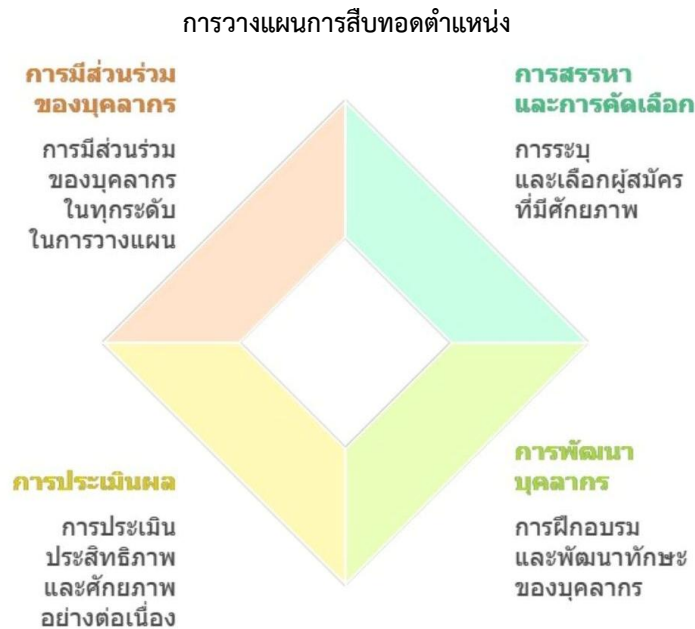 การวางแผนการสืบทอดตำแหน่ง
การมีส่วนร่วม
ของบุคลากร
การมีส่วนร่วม
ของบุคลากร
ในทุกระดับ
ในการวางแผน
การสรรหา
และการคัดเลือก
การระบุ
และเลือกผู้สมัคร
ที่มีศักยภาพ
การประเมินผล
การประเมิน
ประสิทธิภาพ
และศักยภาพ
อย่างต่อเนื่อง
การพัฒนา
บุคลากร
การฝึกอบรม
และพัฒนาทักษะ
ของบุคลากร